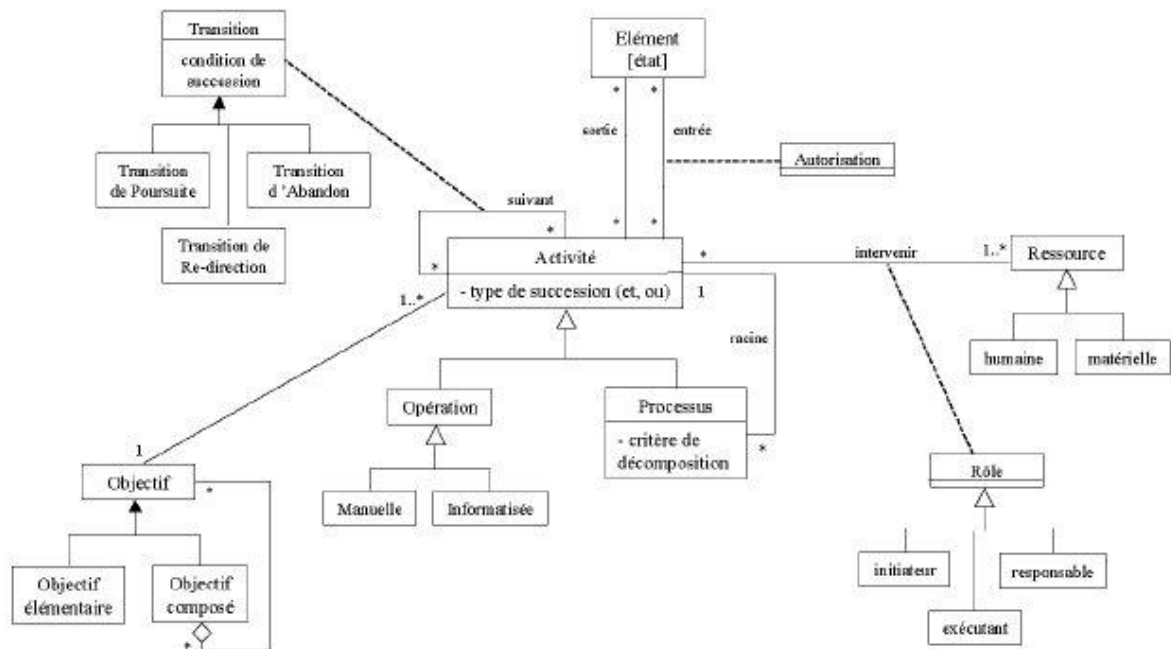 Transition
condition de
succession
Transition
de Poursuite
Transition
d 'Abandon
Transition de
Re-direction
Elément
[état]
*
*
sortie
entrée
Autorisation
*
*
suivant
*
*
Activité
- type de succession (et, ou)
*
intervenir
1..*
Ressource
humaine
matérielle
1
racine
*
1..*
1
Opération
Manuelle
Informatisée
Processus
- critère de
décomposition
Objectif
*
Objectif
élémentaire
Objectif
composé
*
Rôle
initiateur
responsable
exécutant